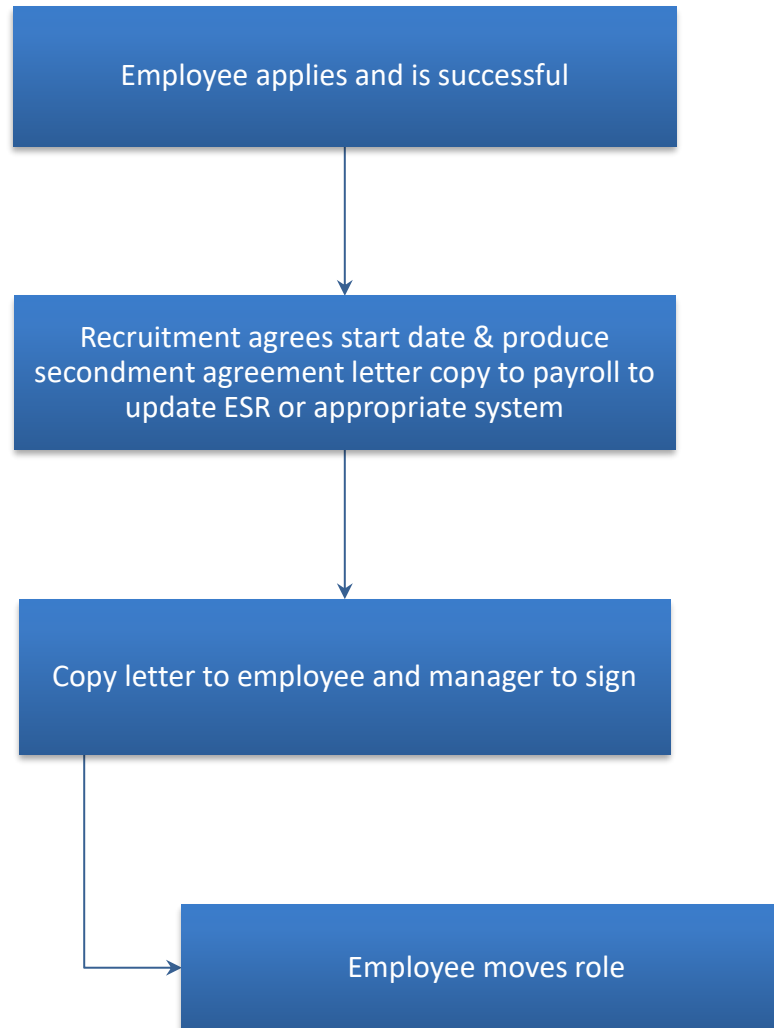 Employee applies and is successful
Recruitment agrees start date & produce
secondment agreement letter copy to payroll to
update ESR or appropriate system
Copy letter to employee and manager to sign
Employee moves role